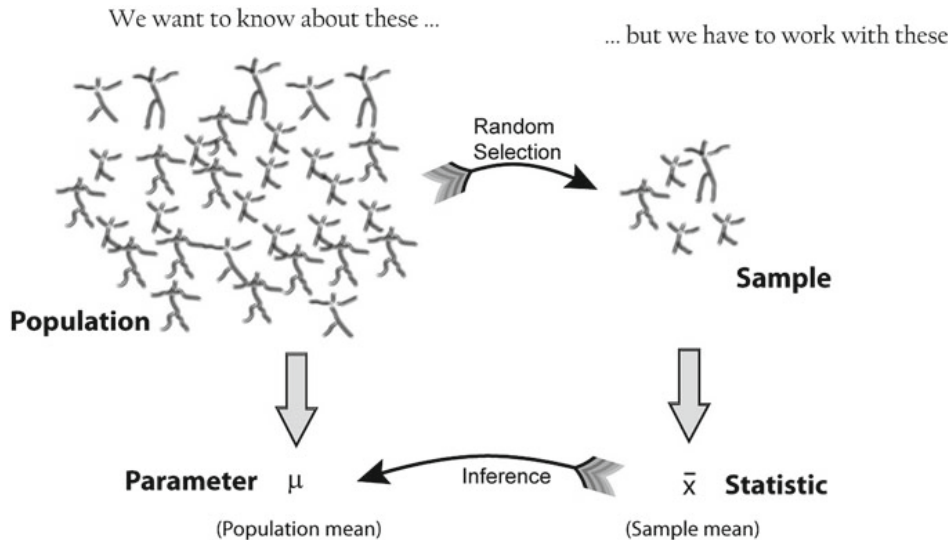 We want to know about these ...
... but we have to work with these
Random
Selection
Population
Sample
Parameter μ
Inference
x̄ Statistic
(Population mean)
(Sample mean)